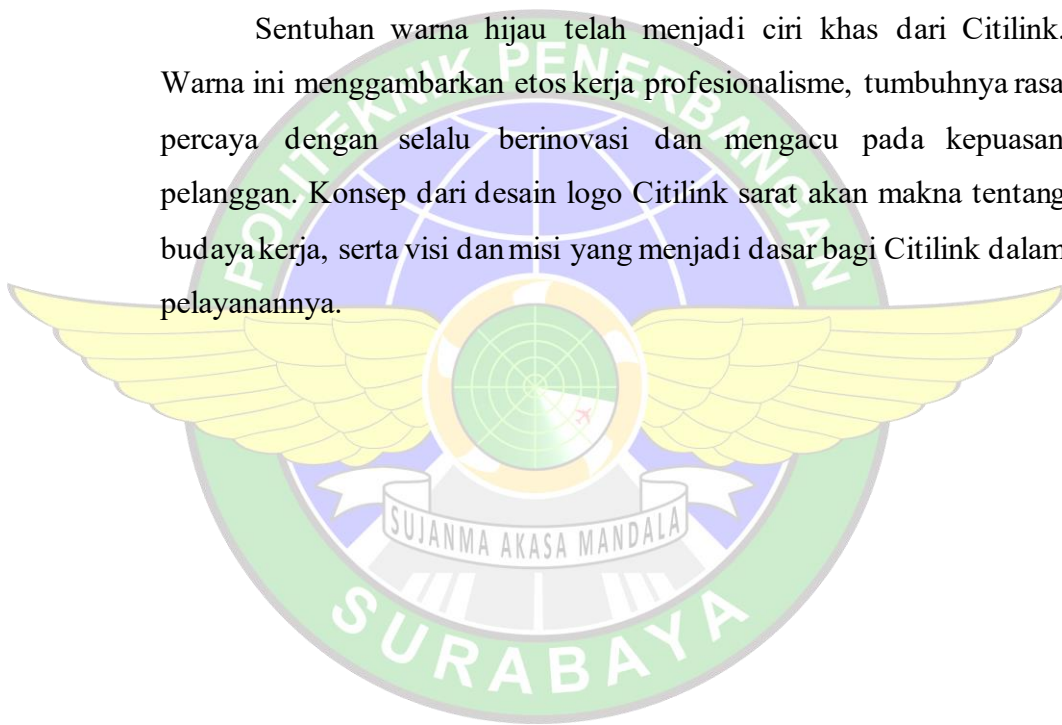 Sentuhan warna hijau telah menjadi ciri khas dari Citilink.
Warna ini menggambarkan etos kerja profesionalisme, tumbuhnya rasa
percaya dengan selalu berinovasi dan mengacu pada kepuasan
pelanggan. Konsep dari desain logo Citilink sarat akan makna tentang
budaya kerja, serta visi dan misi yang menjadi dasar bagi Citilink dalam
pelayanannya.
POLITEKNIK PENERBANGAN
SUJANMA AKASA MANDALA
SURABAYA